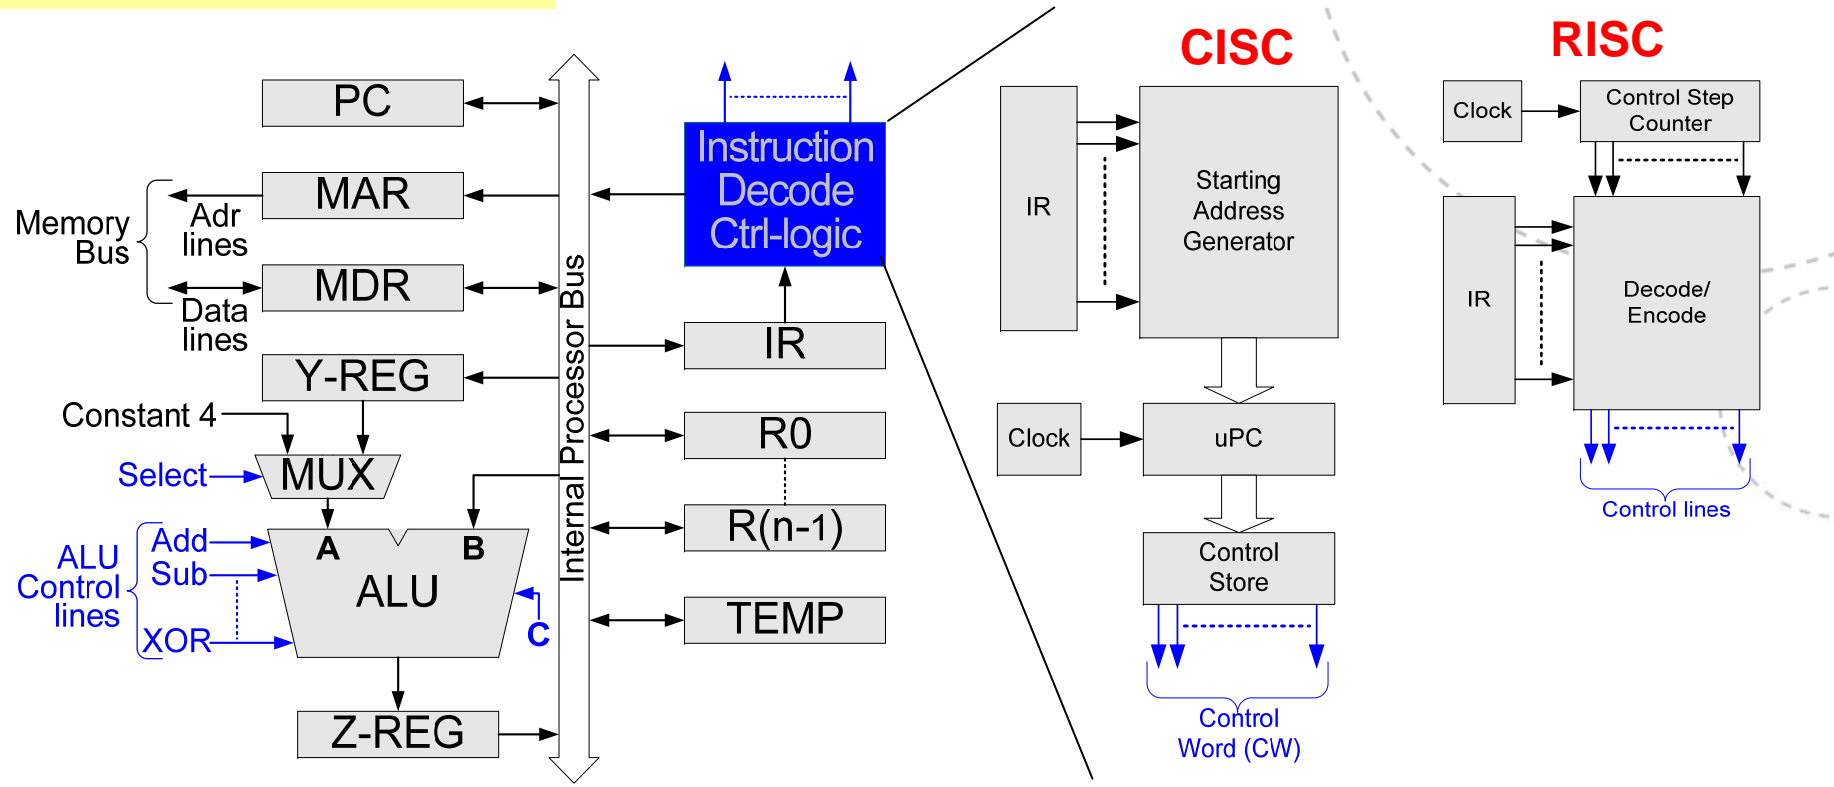 PC
MAR
Memory
Bus
Adr
lines
MDR
Data
lines
Y-REG
Constant 4
MUX
Select
ALU
Control
lines
Add
Sub
XOR
A
B
ALU
C
Z-REG
Internal Processor Bus
Instruction
Decode
Ctrl-logic
IR
R0
R(n-1)
TEMP
CISC
IR
Starting
Address
Generator
Clock
uPC
Control
Store
Control
Word (CW)
RISC
Clock
Control Step
Counter
IR
Decode/
Encode
Control lines